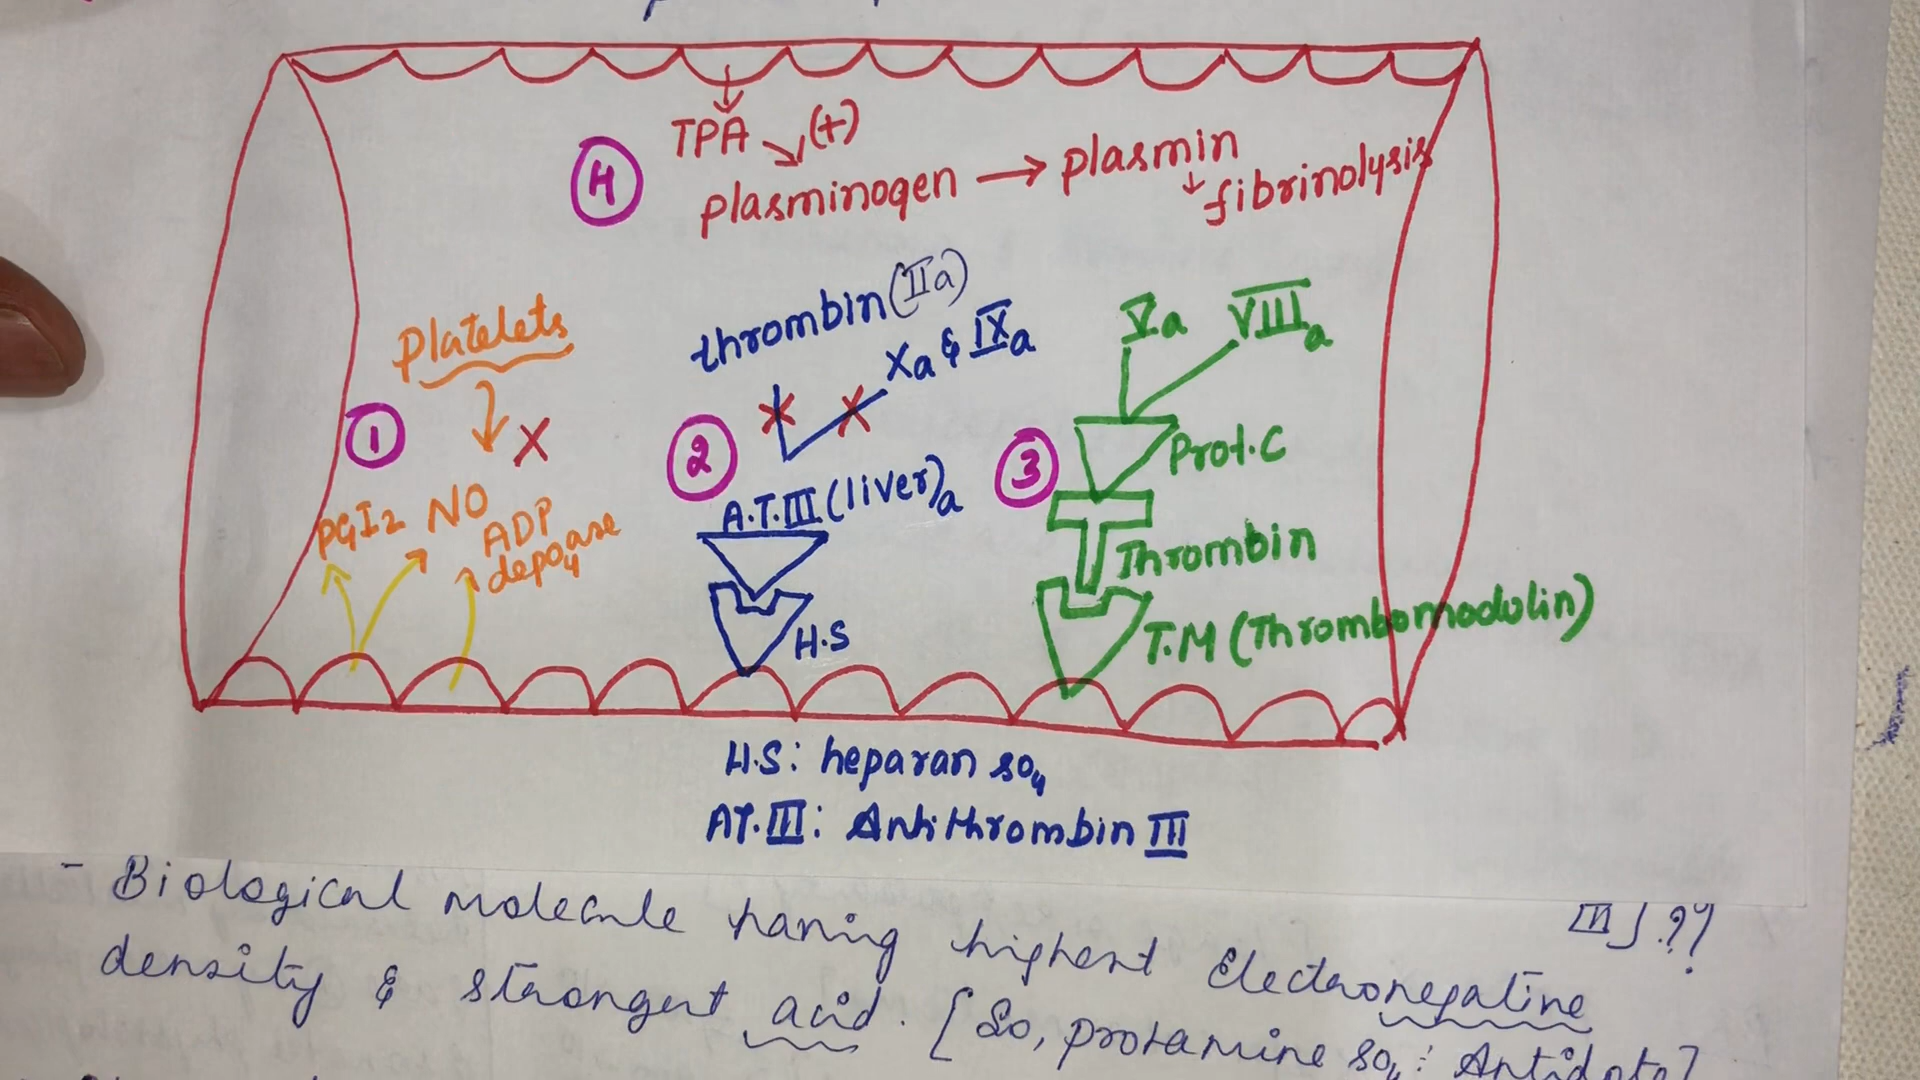 TPA (+)
4
plasminogen → plasmin
↓ fibrinolysis
Platelets
X
1
PGI2 NO ADP
depo4ase
thrombin (IIa)
Xa & IXa
X X
2
A.T.III (liver)a
H.S
Va VIIIa
3
Prot.C
Thrombin
T.M (Thrombomodolin)
H.S: heparan so4
AT.III: Antithrombin III
III ] ??
- Biological molecule having highest Electronegative
density & strongest acid. [So, protamine so4: Antidote]